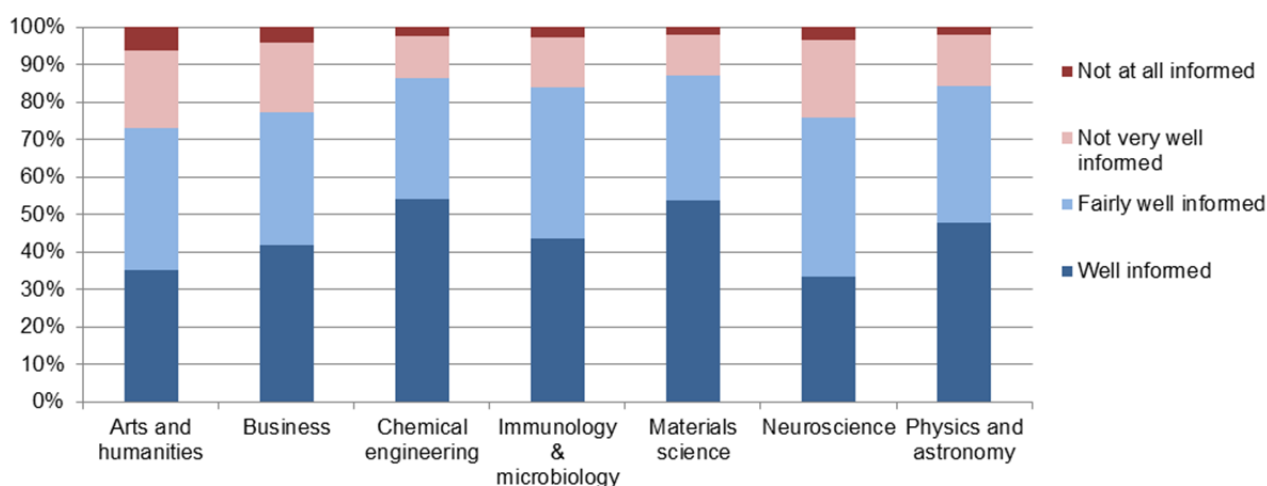 100%
90%
80%
70%
60%
50%
40%
30%
20%
10%
0%
Arts and
humanities
Business
Chemical
engineering
Immunology
&
microbiology
Materials
science
Neuroscience
Physics and
astronomy
Not at all informed
Not very well
informed
Fairly well informed
Well informed